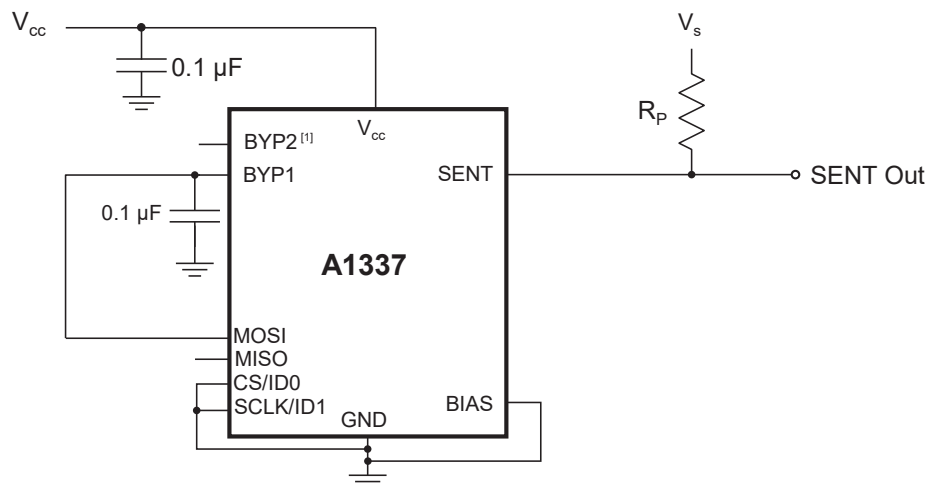 Vcc
Vs
0.1 µF
RP
Vcc
BYP2 [1]
BYP1
SENT
SENT Out
0.1 µF
A1337
MOSI
MISO
CS/ID0
SCLK/ID1
BIAS
GND